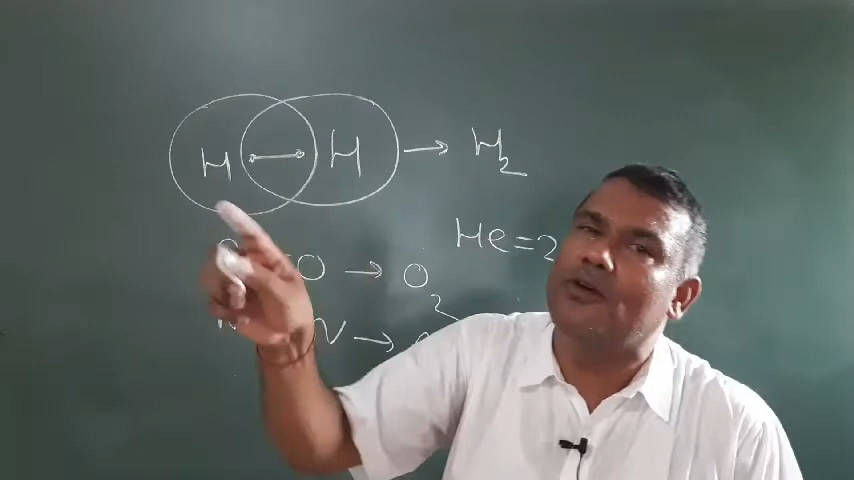 H ↔ H → H2
He = 2
O → O2
N →